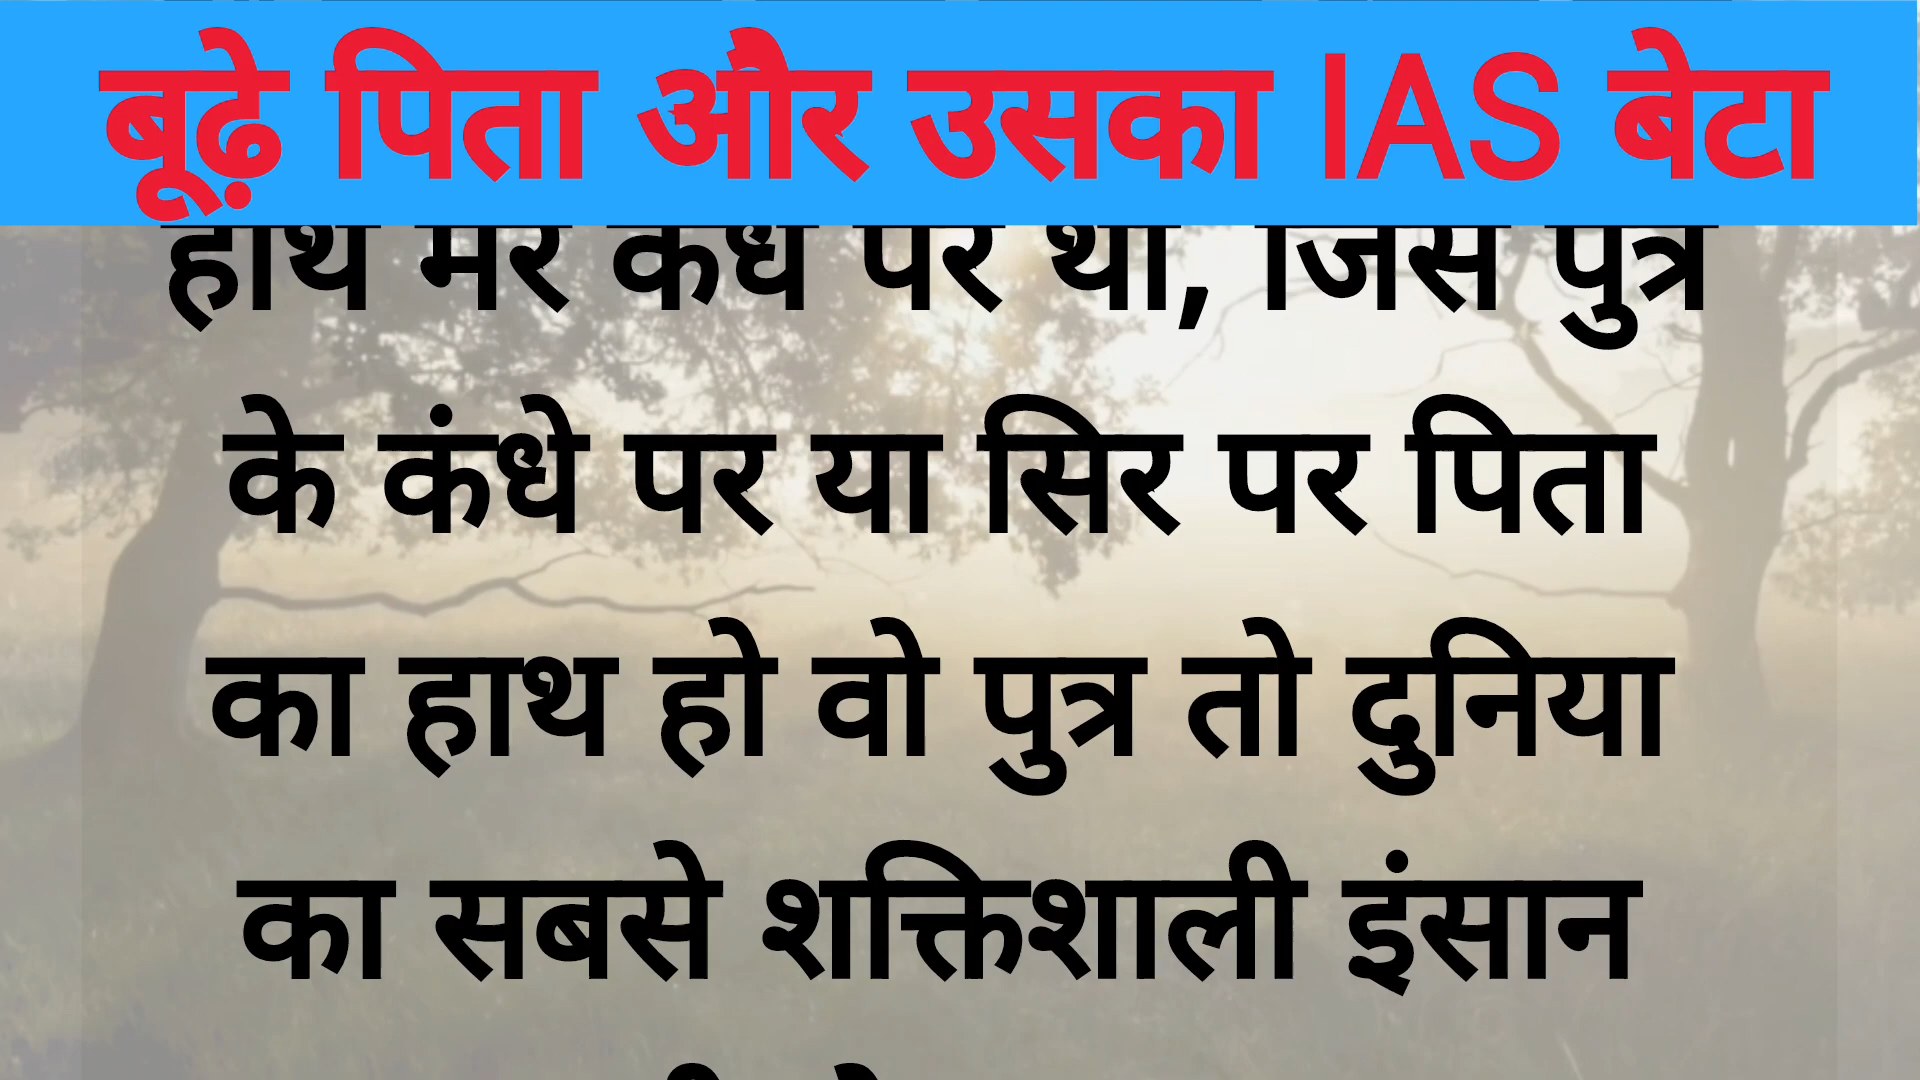 बूढ़े पिता और उसका IAS बेटा
हाथ मेरे कंधे पर था, जिस पुत्र
के कंधे पर या सिर पर पिता
का हाथ हो वो पुत्र तो दुनिया
का सबसे शक्तिशाली इंसान